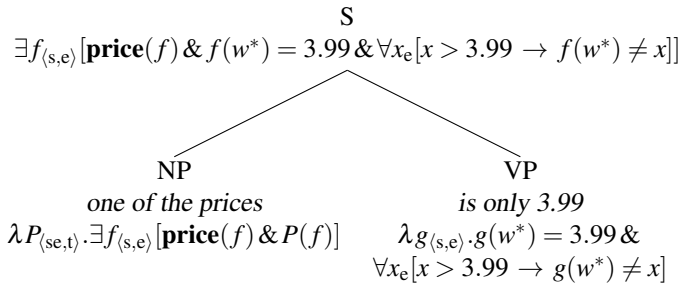 S
∃f⟨s,e⟩[price(f) & f(w*) = 3.99 & ∀xe[x > 3.99 → f(w*) ≠ x]]
NP VP
one of the prices is only 3.99
λP⟨se,t⟩.∃f⟨s,e⟩[price(f) & P(f)] λg⟨s,e⟩.g(w*) = 3.99 &
∀xe[x > 3.99 → g(w*) ≠ x]